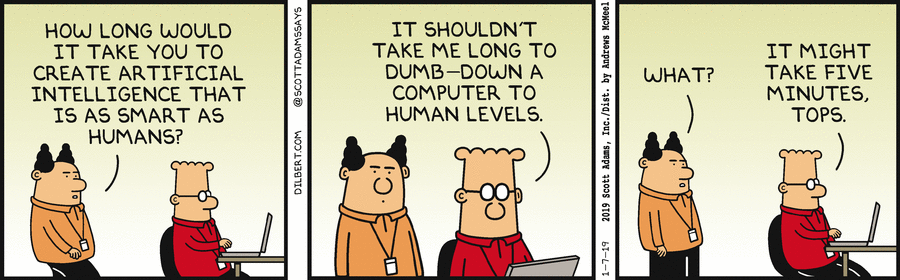 HOW LONG WOULD
IT TAKE YOU TO
CREATE ARTIFICIAL
INTELLIGENCE THAT
IS AS SMART AS
HUMANS?
DILBERT.COM @SCOTTADAMSSAYS
IT SHOULDN'T
TAKE ME LONG TO
DUMB—DOWN A
COMPUTER TO
HUMAN LEVELS.
1-7-19 2019 Scott Adams, Inc./Dist. by Andrews McMeel
WHAT?
IT MIGHT
TAKE FIVE
MINUTES,
TOPS.